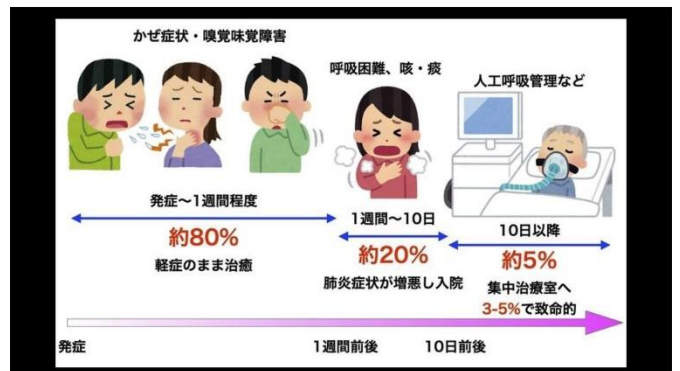 かぜ症状・嗅覚味覚障害
呼吸困難、咳・痰
人工呼吸管理など
発症〜1週間程度
約80%
軽症のまま治癒
1週間〜10日
約20%
肺炎症状が増悪し入院
10日以降
約5%
集中治療室へ
3-5%で致命的
発症
1週間前後
10日前後